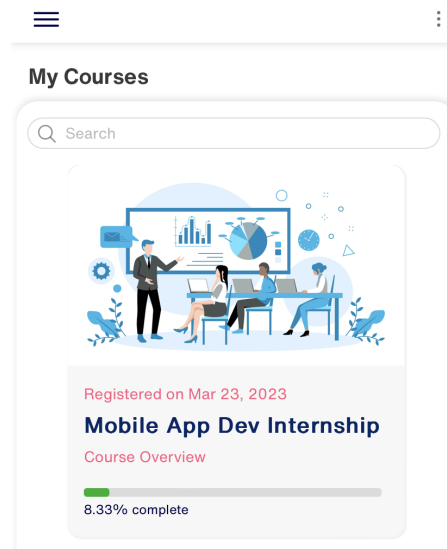 My Courses
Search
Registered on Mar 23, 2023
Mobile App Dev Internship
Course Overview
8.33% complete